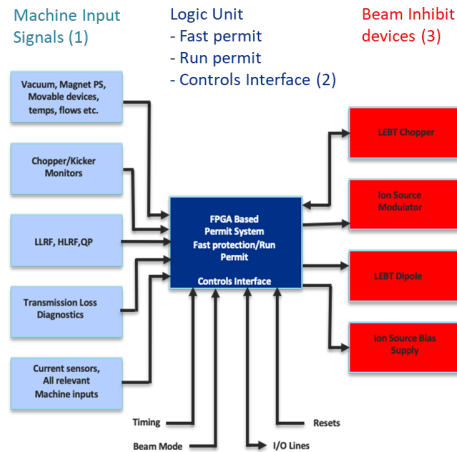 Machine Input
Signals (1)
Logic Unit
- Fast permit
- Run permit
- Controls Interface (2)
Beam Inhibit
devices (3)
Vacuum, Magnet PS,
Movable devices,
temps, flows etc.
Chopper/Kicker
Monitors
LLRF, HLRF,QP
Transmission Loss
Diagnostics
Current sensors,
All relevant
Machine inputs
FPGA Based
Permit System
Fast protection/Run
Permit
Controls Interface
LEBT Chopper
Ion Source
Modulator
LEBT Dipole
Ion Source Bias
Supply
Timing
Beam Mode
Resets
I/O Lines